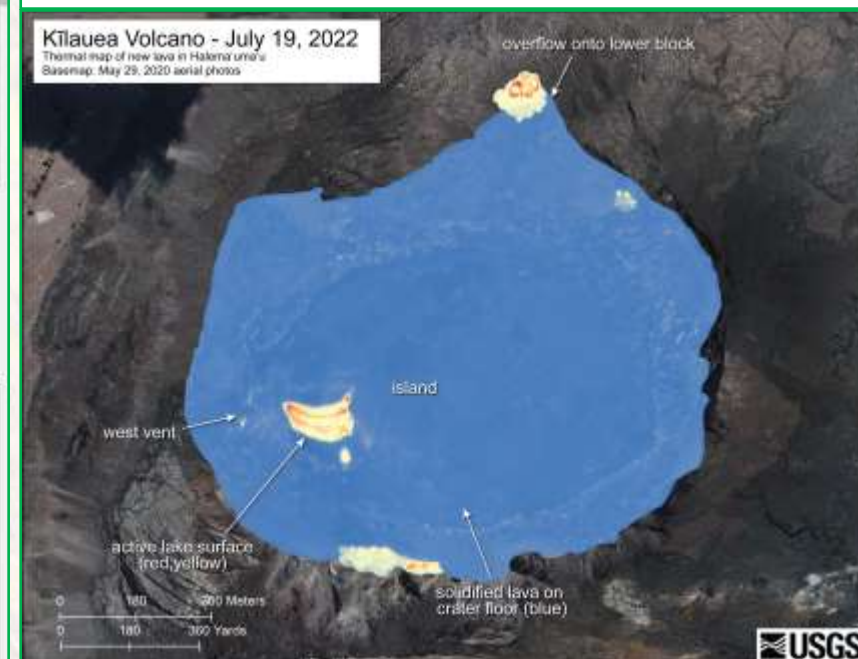 Kīlauea Volcano - July 19, 2022
Thermal map of new lava in Halemaʻumaʻu
Basemap: May 29, 2020 aerial photos
overflow onto lower block
island
west vent
active lake surface
(red,yellow)
solidified lava on
crater floor (blue)
0 180 360 Meters
0 180 360 Yards
USGS